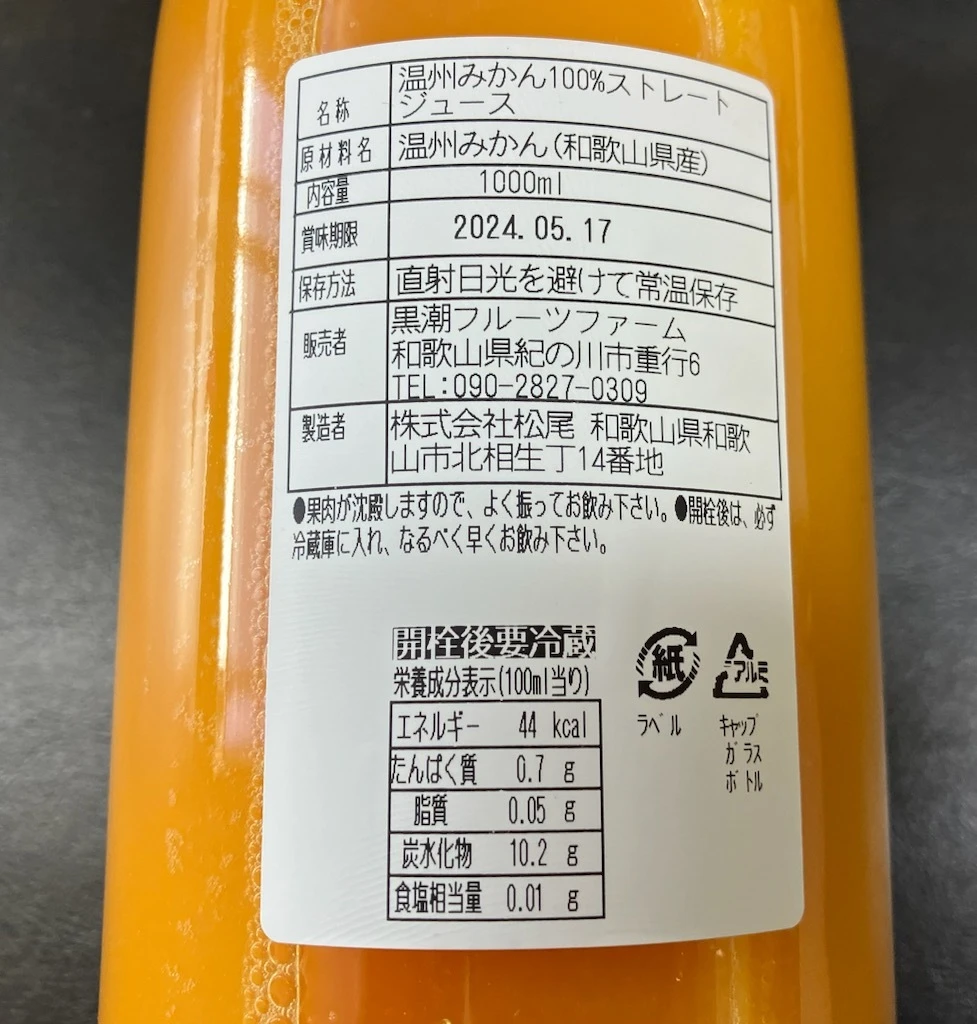 名称 温州みかん100%ストレート
ジュース
原材料名 温州みかん(和歌山県産)
内容量 1000ml
賞味期限 2024.05.17
保存方法 直射日光を避けて常温保存
販売者 黒潮フルーツファーム
和歌山県紀の川市重行6
TEL:090-2827-0309
製造者 株式会社松尾 和歌山県和歌
山市北相生丁14番地
●果肉が沈殿しますので、よく振ってお飲み下さい。●開栓後は、必ず
冷蔵庫に入れ、なるべく早くお飲み下さい。
開栓後要冷蔵
栄養成分表示(100ml当り)
エネルギー 44 kcal
たんぱく質 0.7 g
脂質 0.05 g
炭水化物 10.2 g
食塩相当量 0.01 g
紙
ラベル
アルミ
キャップ
ガラス
ボトル